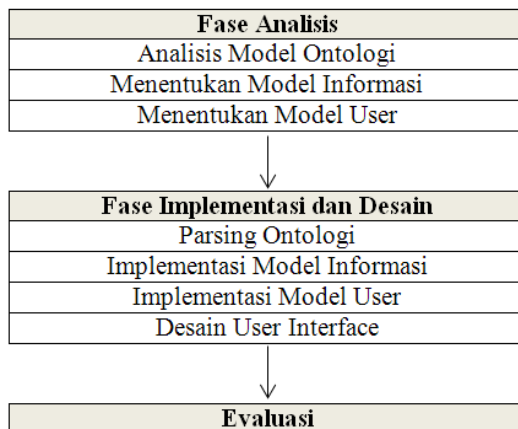 Fase Analisis
Analisis Model Ontologi
Menentukan Model Informasi
Menentukan Model User
Fase Implementasi dan Desain
Parsing Ontologi
Implementasi Model Informasi
Implementasi Model User
Desain User Interface
Evaluasi